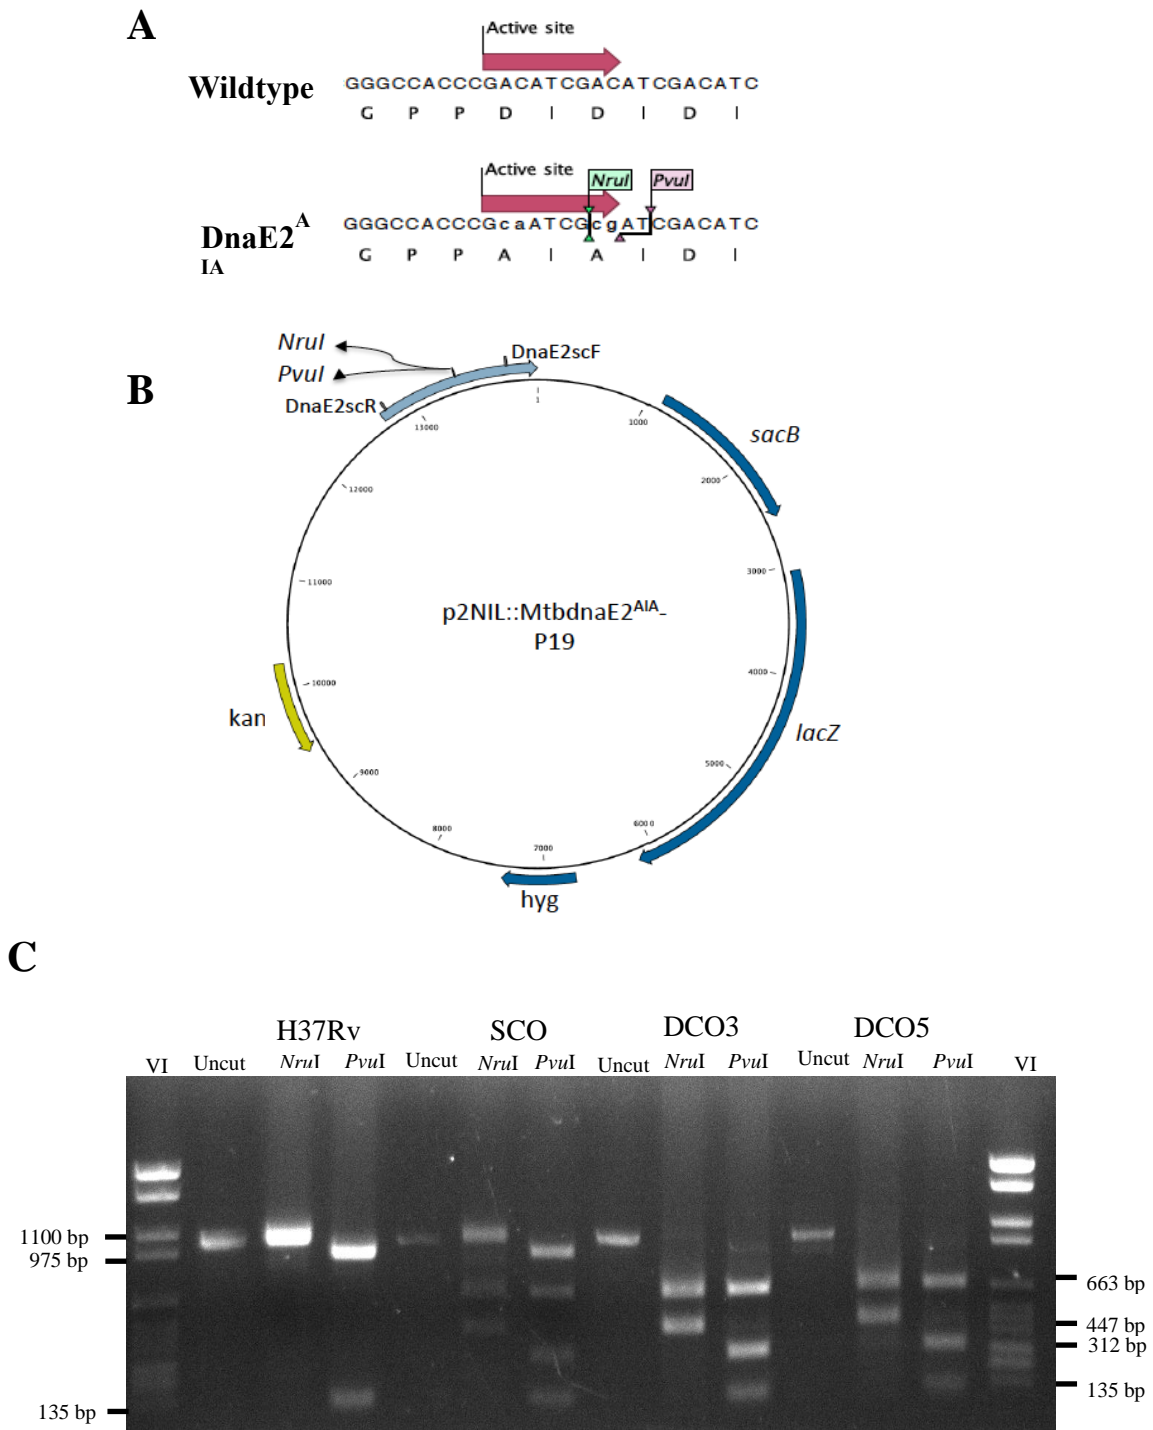 A
Active site
Wildtype
GGGCCACCCGACATCGACATCGACATC
G P P D I D I D I
Active site
NruI PvuI
DnaE2A
IA
GGGCCACCCGcaATCGcgATCGACATC
G P P A I A I D I
B
NruI
PvuI
DnaE2scF
DnaE2scR
1
1000
2000
3000
4000
5000
6000
7000
8000
9000
10000
11000
12000
13000
sacB
lacZ
hyg
kan
p2NIL::MtbdnaE2AIA-
P19
C
H37Rv SCO DCO3 DCO5
VI Uncut NruI PvuI Uncut NruI PvuI Uncut NruI PvuI Uncut NruI PvuI VI
1100 bp
975 bp
135 bp
663 bp
447 bp
312 bp
135 bp